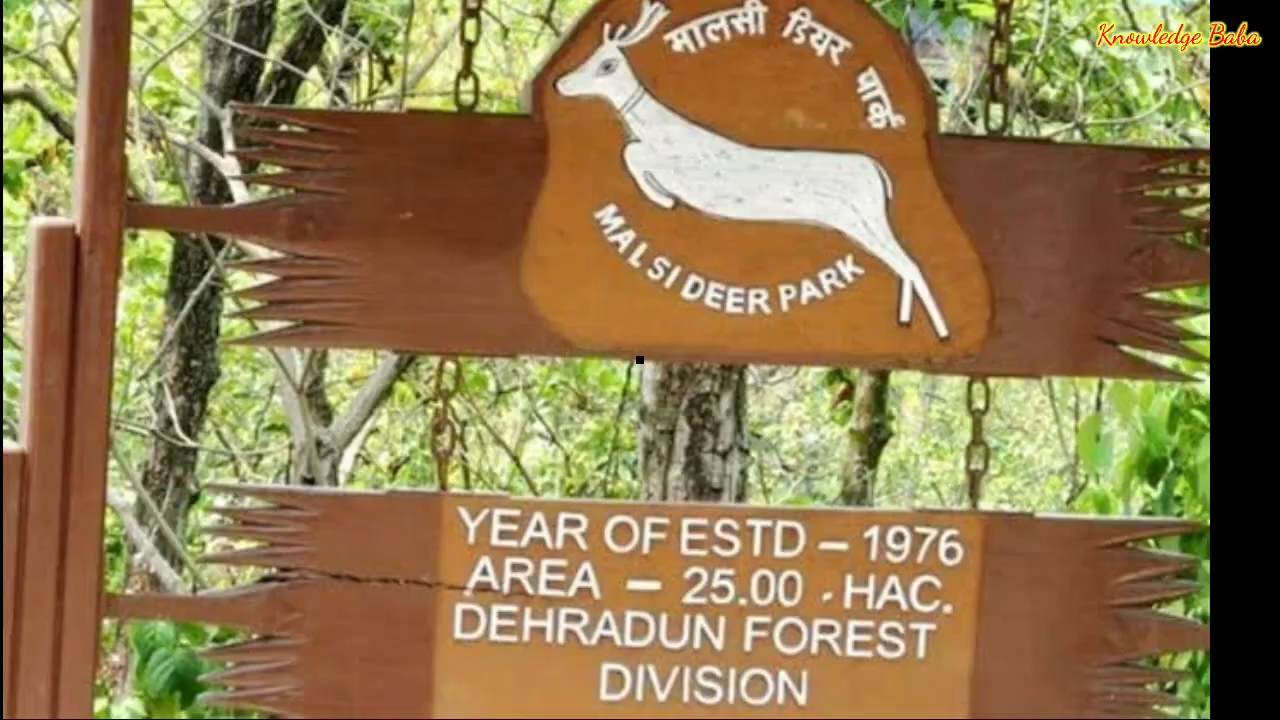 Knowledge Baba
मालसी डियर पार्क
MALSI DEER PARK
YEAR OF ESTD – 1976
AREA – 25.00 - HAC.
DEHRADUN FOREST
DIVISION